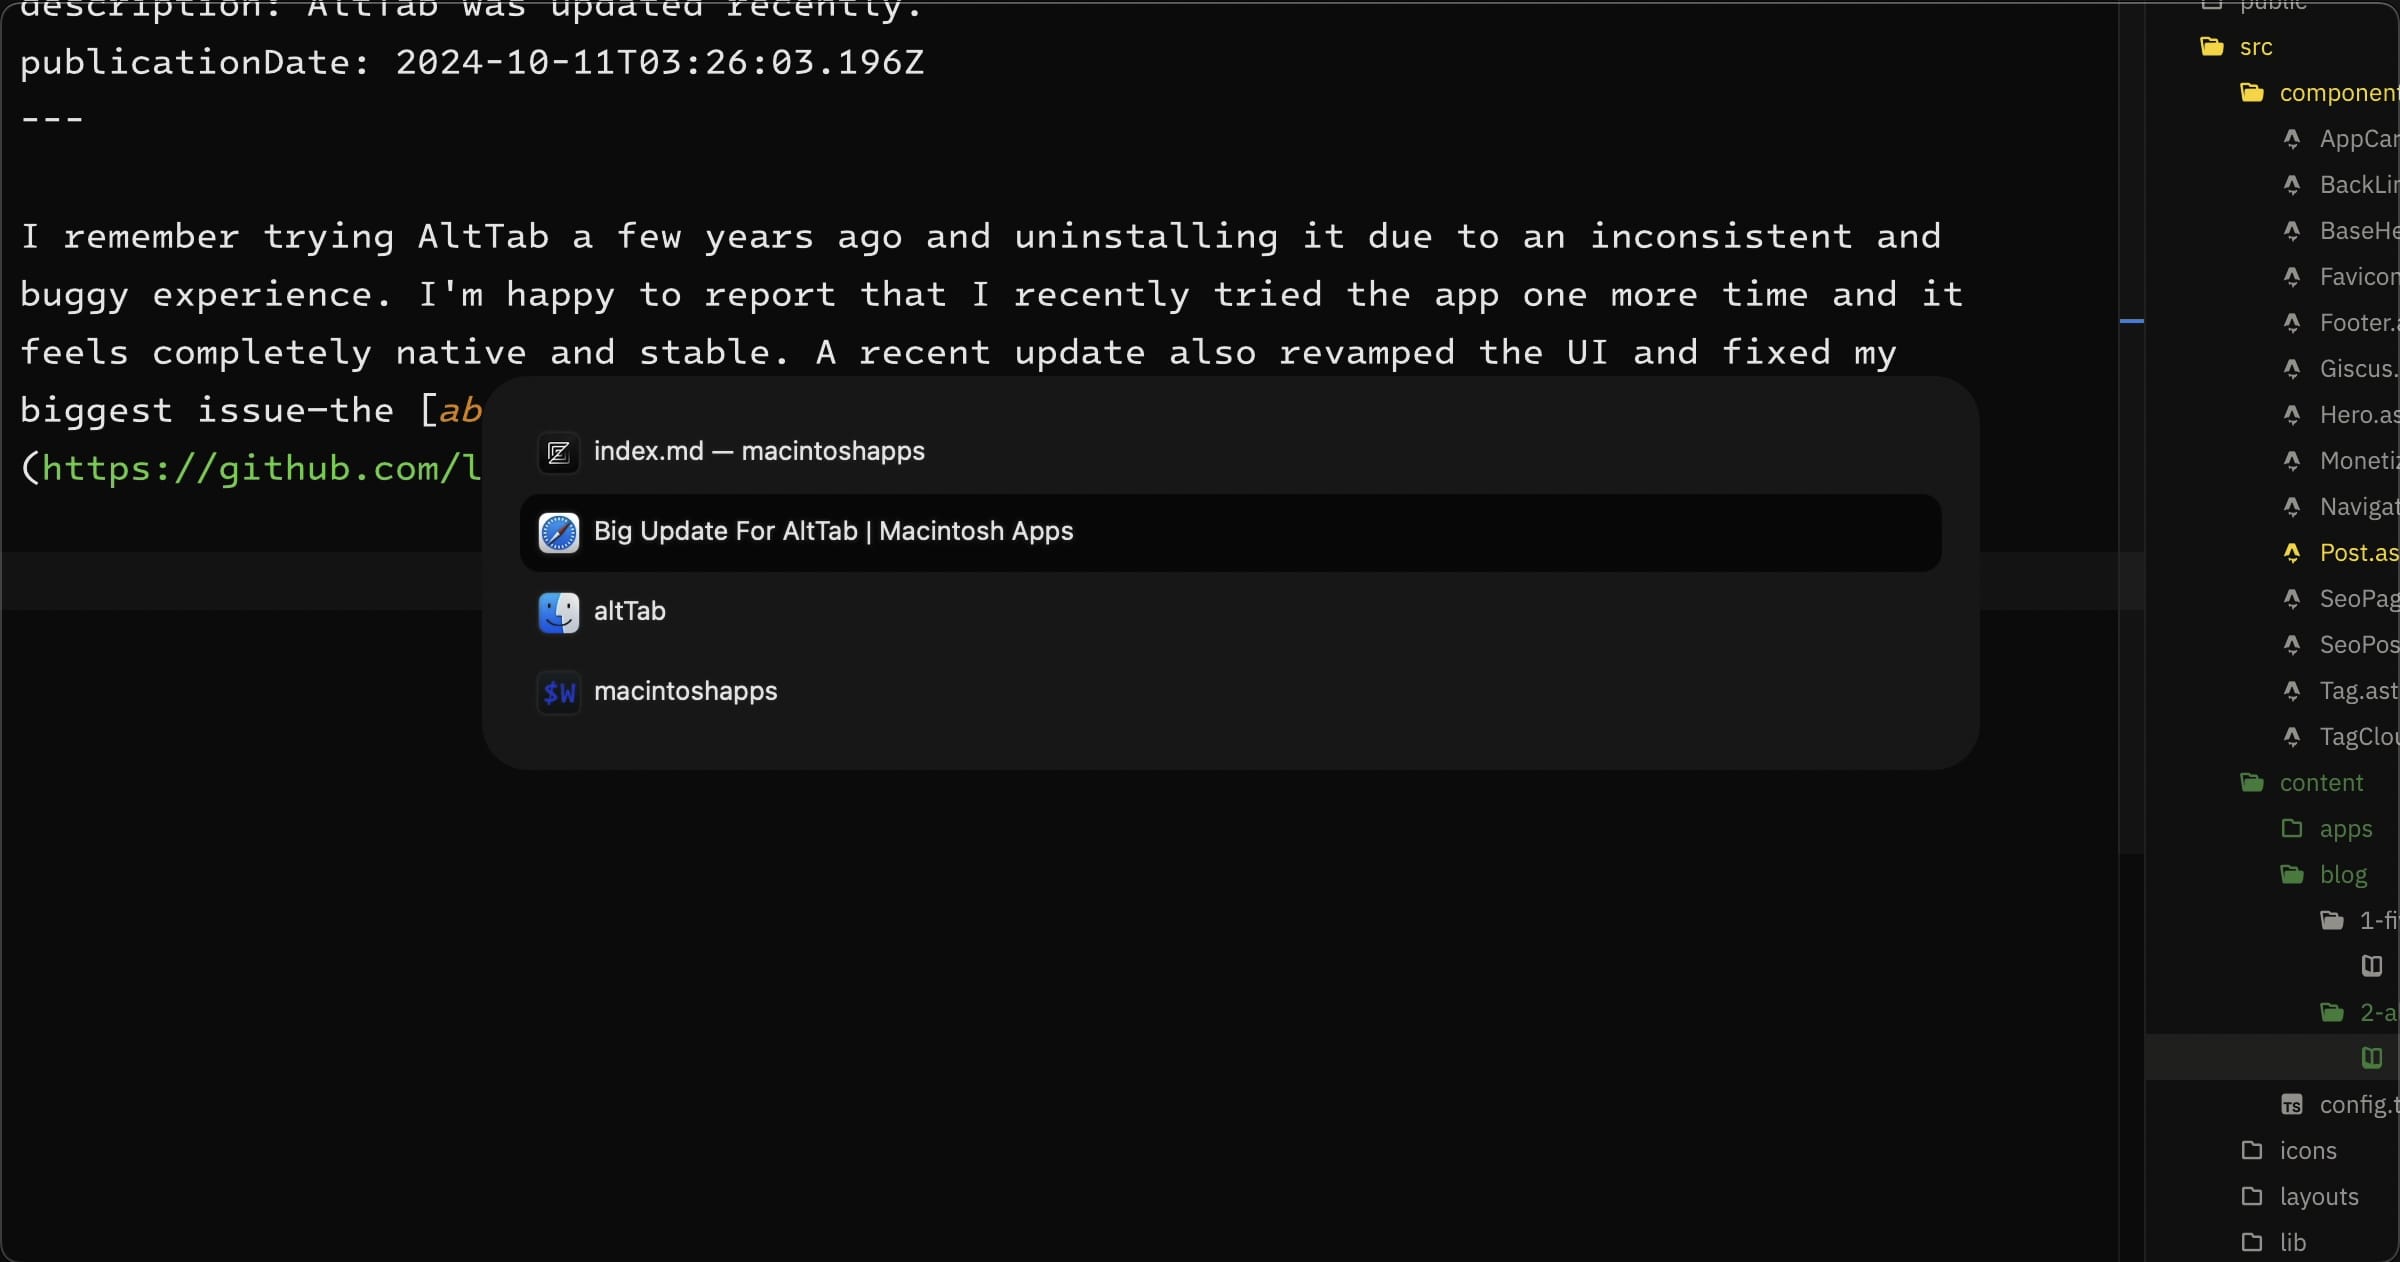 description: AltTab was updated recently.
publicationDate: 2024-10-11T03:26:03.196Z
---
I remember trying AltTab a few years ago and uninstalling it due to an inconsistent and
buggy experience. I'm happy to report that I recently tried the app one more time and it
feels completely native and stable. A recent update also revamped the UI and fixed my
biggest issue—the [ab
(https://github.com/l
index.md — macintoshapps
Big Update For AltTab | Macintosh Apps
altTab
$W macintoshapps
public
src
component
AppCar
BackLin
BaseHe
Favicon
Footer.a
Giscus.
Hero.as
Monetiz
Navigat
Post.as
SeoPag
SeoPos
Tag.ast
TagClou
content
apps
blog
1-fi
2-a
TS config.t
icons
layouts
lib